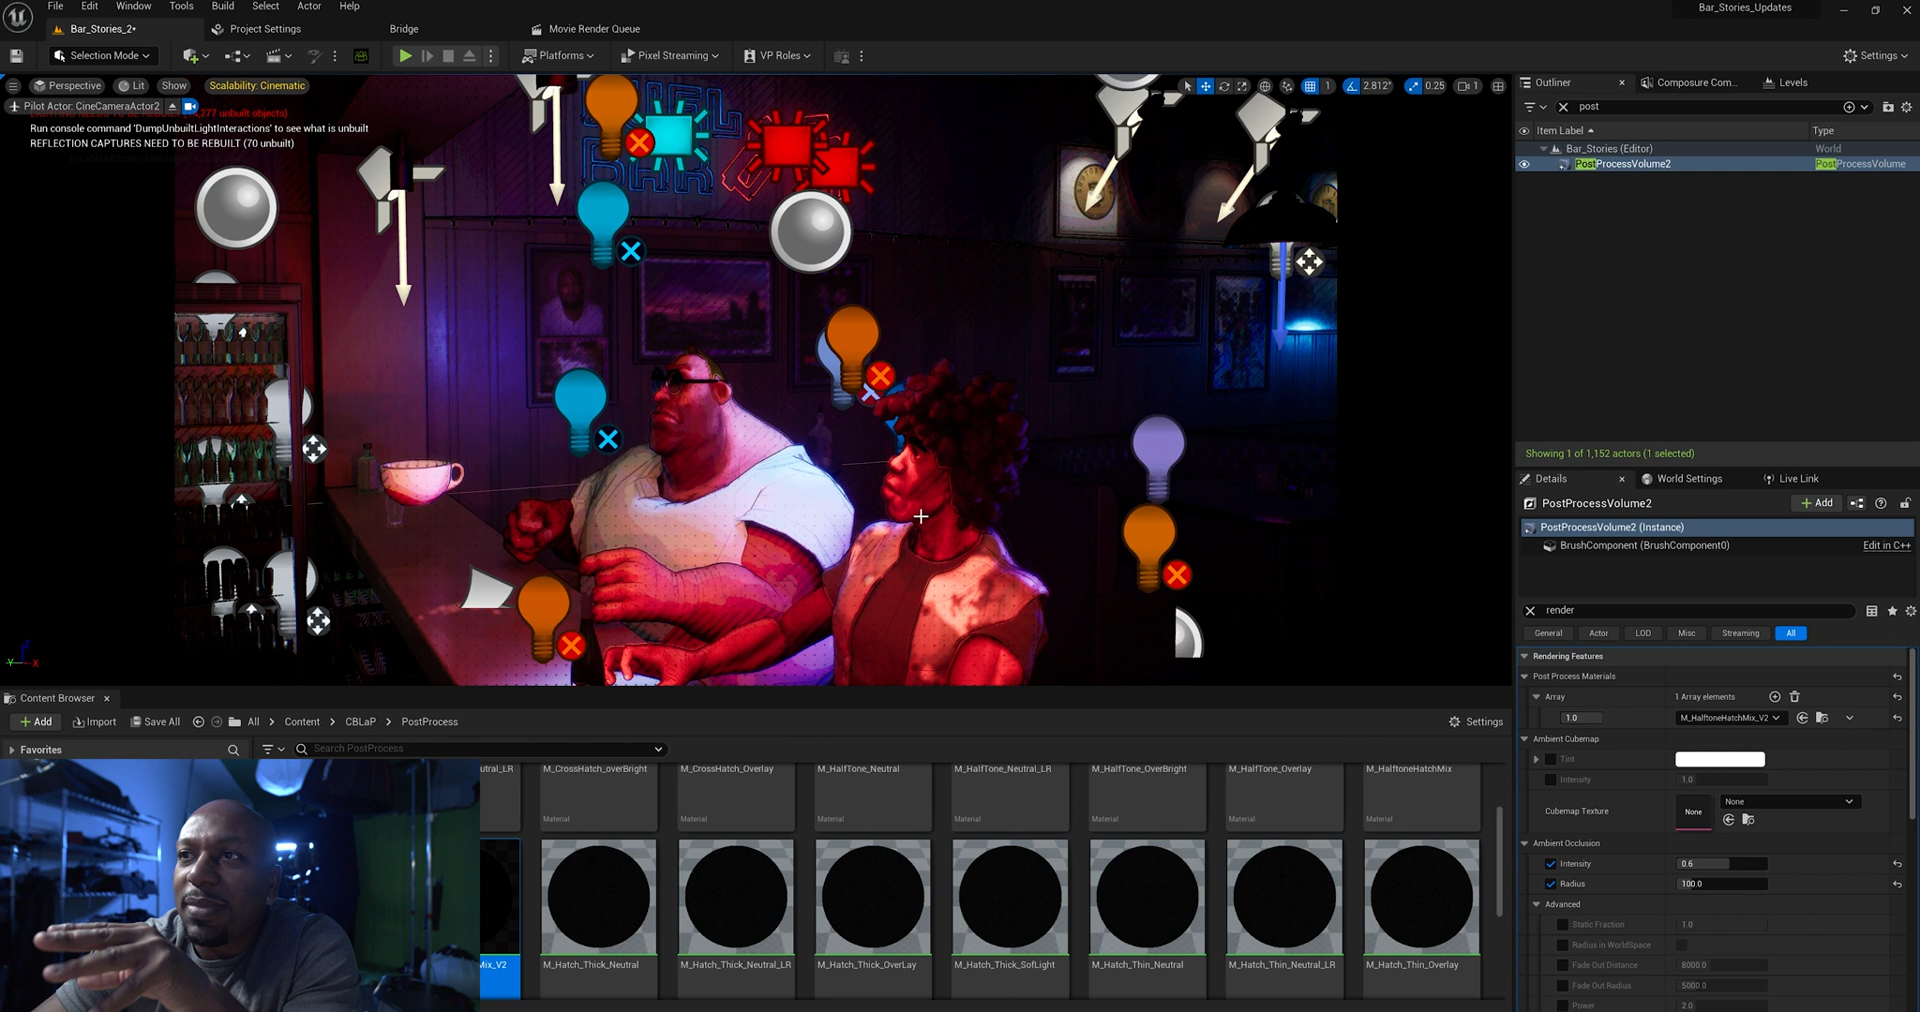 File Edit Window Tools Build Select Actor Help
Bar_Stories_Updates
Bar_Stories_2•
Project Settings
Bridge
Movie Render Queue
Selection Mode
Platforms
Pixel Streaming
VP Roles
Settings
Perspective
Lit
Show
Scalability: Cinematic
1
2.812°
0.25
1
Pilot Actor: CineCameraActor2
,277 unbuilt objects)
Run console command 'DumpUnbuiltLightInteractions' to see what is unbuilt
REFLECTION CAPTURES NEED TO BE REBUILT (70 unbuilt)
BAR
Outliner
Composure Com...
Levels
post
Item Label
Type
Bar_Stories (Editor)
World
PostProcessVolume2
PostProcessVolume
Showing 1 of 1,152 actors (1 selected)
Details
World Settings
Live Link
PostProcessVolume2
Add
PostProcessVolume2 (Instance)
BrushComponent (BrushComponent0)
Edit in C++
render
General
Actor
LOD
Misc
Streaming
All
Rendering Features
Post Process Materials
Array
1 Array elements
1.0
M_HalftoneHatchMix_V2
Ambient Cubemap
Tint
Intensity
1.0
Cubemap Texture
None
None
Ambient Occlusion
Intensity
0.6
Radius
100.0
Advanced
Static Fraction
1.0
Radius in WorldSpace
Fade Out Distance
8000.0
Fade Out Radius
5000.0
Power
2.0
Content Browser
Add
Import
Save All
All
Content
CBLaP
PostProcess
Settings
Favorites
Search PostProcess
utral_LR
M_CrossHatch_overBright
M_CrossHatch_Overlay
M_HalfTone_Neutral
M_HalfTone_Neutral_LR
M_HalfTone_OverBright
M_HalfTone_Overlay
M_HalftoneHatchMix
Material
Material
Material
Material
Material
Material
Material
Mix_V2
M_Hatch_Thick_Neutral
M_Hatch_Thick_Neutral_LR
M_Hatch_Thick_OverLay
M_Hatch_Thick_SofLight
M_Hatch_Thin_Neutral
M_Hatch_Thin_Neutral_LR
M_Hatch_Thin_Overlay
Y
X